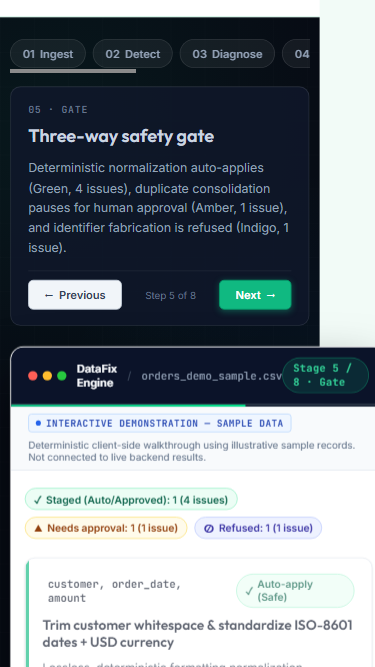 01 Ingest
02 Detect
03 Diagnose
04
05 · GATE
Three-way safety gate
Deterministic normalization auto-applies
(Green, 4 issues), duplicate consolidation
pauses for human approval (Amber, 1 issue),
and identifier fabrication is refused (Indigo, 1
issue).
← Previous
Step 5 of 8
Next →
DataFix
Engine
/
orders_demo_sample.csv
Stage 5 /
8 · Gate
INTERACTIVE DEMONSTRATION — SAMPLE DATA
Deterministic client-side walkthrough using illustrative sample records.
Not connected to live backend results.
✓ Staged (Auto/Approved): 1 (4 issues)
▲ Needs approval: 1 (1 issue)
⊘ Refused: 1 (1 issue)
customer, order_date,
amount
✓ Auto-apply
(Safe)
Trim customer whitespace & standardize ISO-8601
dates + USD currency
Lossless, deterministic formatting normalization